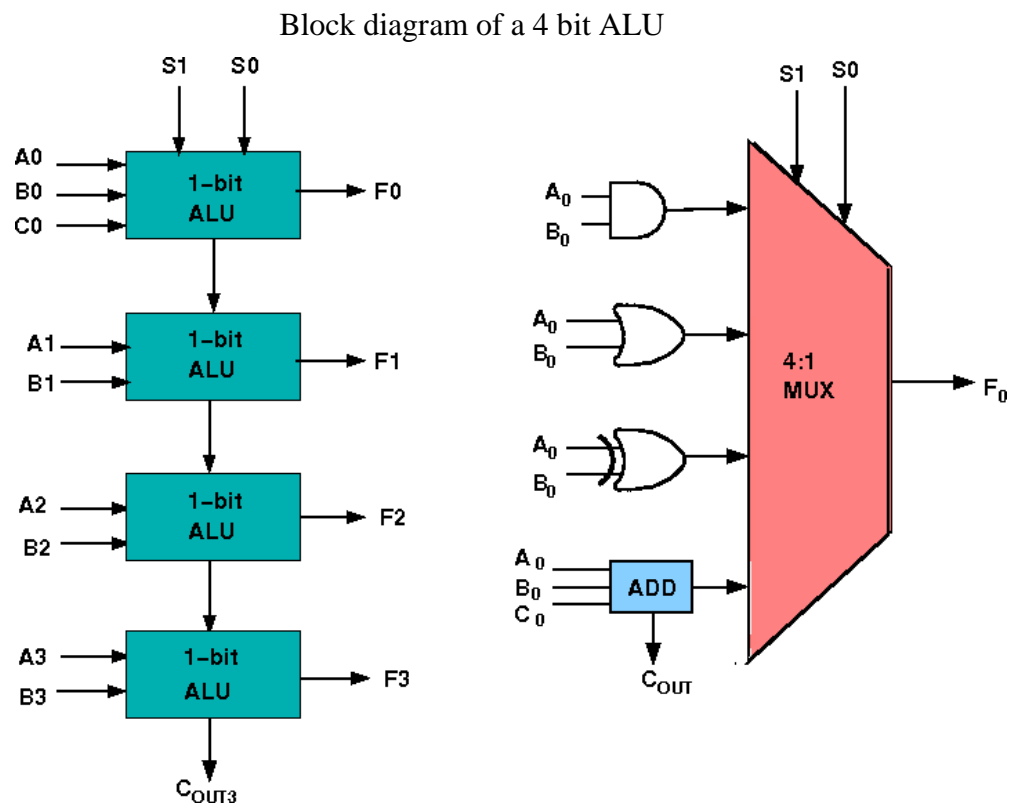 Block diagram of a 4 bit ALU
S1 S0
A0
B0
C0
1-bit
ALU
F0
A1
B1
1-bit
ALU
F1
A2
B2
1-bit
ALU
F2
A3
B3
1-bit
ALU
F3
COUT3
S1 S0
A0
B0
A0
B0
A0
B0
A0
B0
C0
ADD
COUT
4:1
MUX
F0